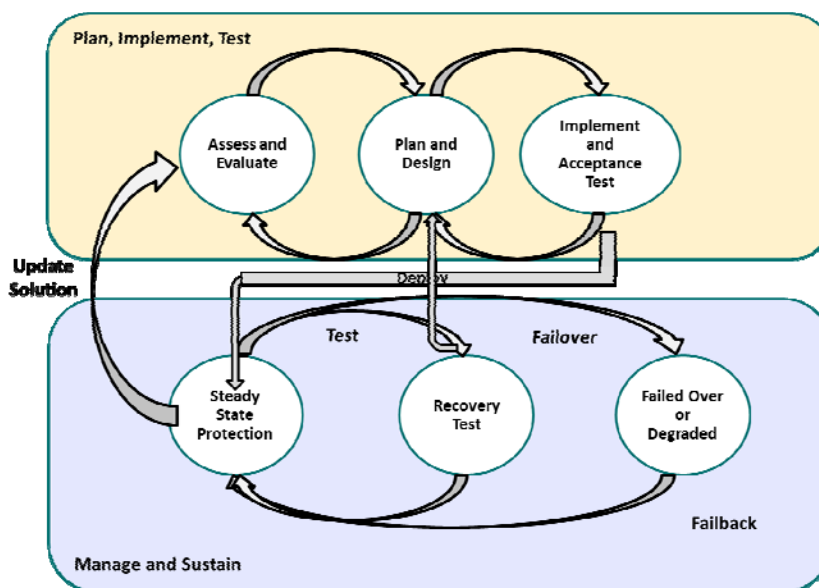 Plan, Implement, Test
Assess and
Evaluate
Plan and
Design
Implement
and
Acceptance
Test
Update
Solution
Deploy
Test
Failover
Steady
State
Protection
Recovery
Test
Failed Over
or
Degraded
Failback
Manage and Sustain